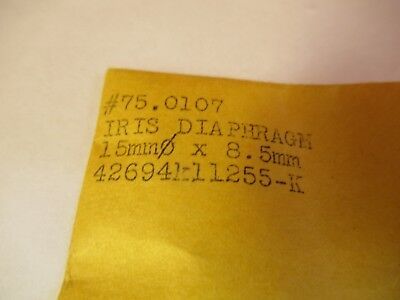 #75.0107
IRIS DIAPHRAGM
15mmØ x 8.5mm
42694k11255-K